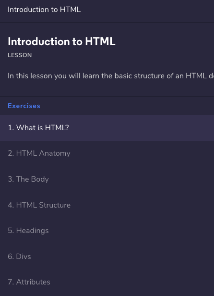 Introduction to HTML
Introduction to HTML
LESSON
In this lesson you will learn the basic structure of an HTML
Exercises
1. What is HTML?
2. HTML Anatomy
3. The Body
4. HTML Structure
5. Headings
6. Divs
7. Attributes